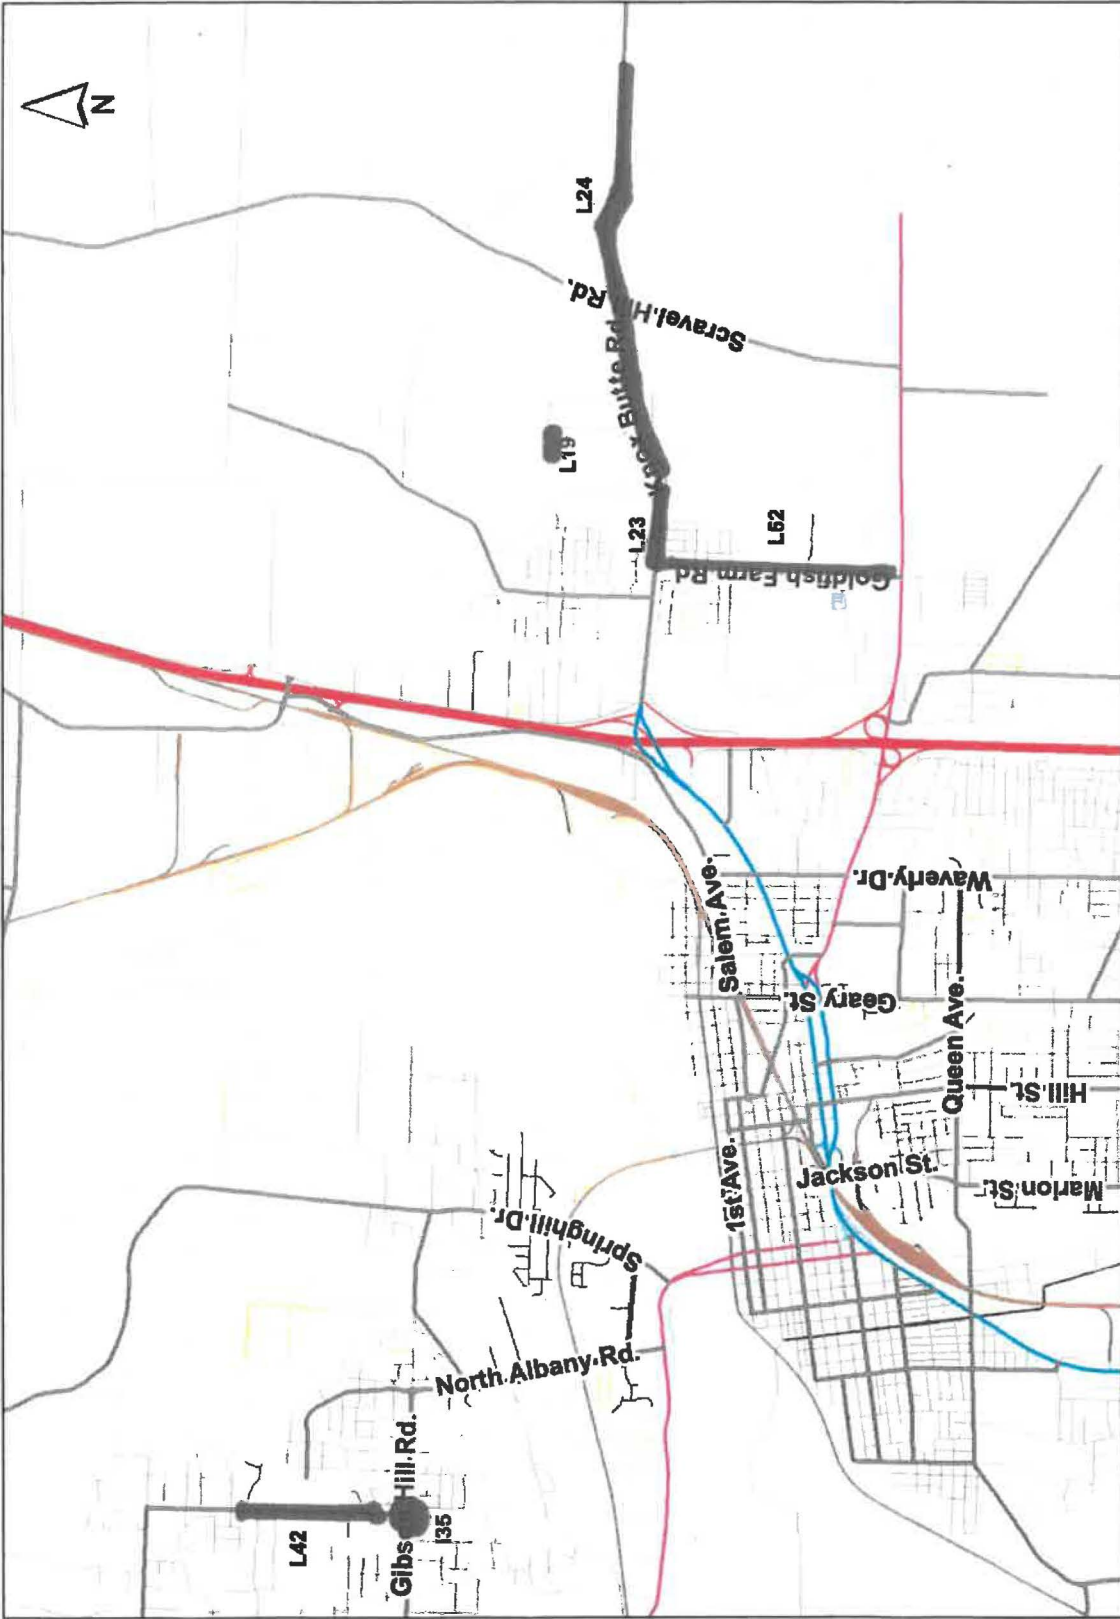 N
L24
Scravel.Hill Rd.
Knox Butte Rd.
L19
L23
L52
Goldfish Farm Rd
Waverly.Dr.
Salem.Ave.
Geary St.
Queen Ave.
Hill.St.
1st Ave.
Jackson St.
Marion St.
Springhill.Dr.
North Albany.Rd.
Gibson Hill.Rd.
L42
I35